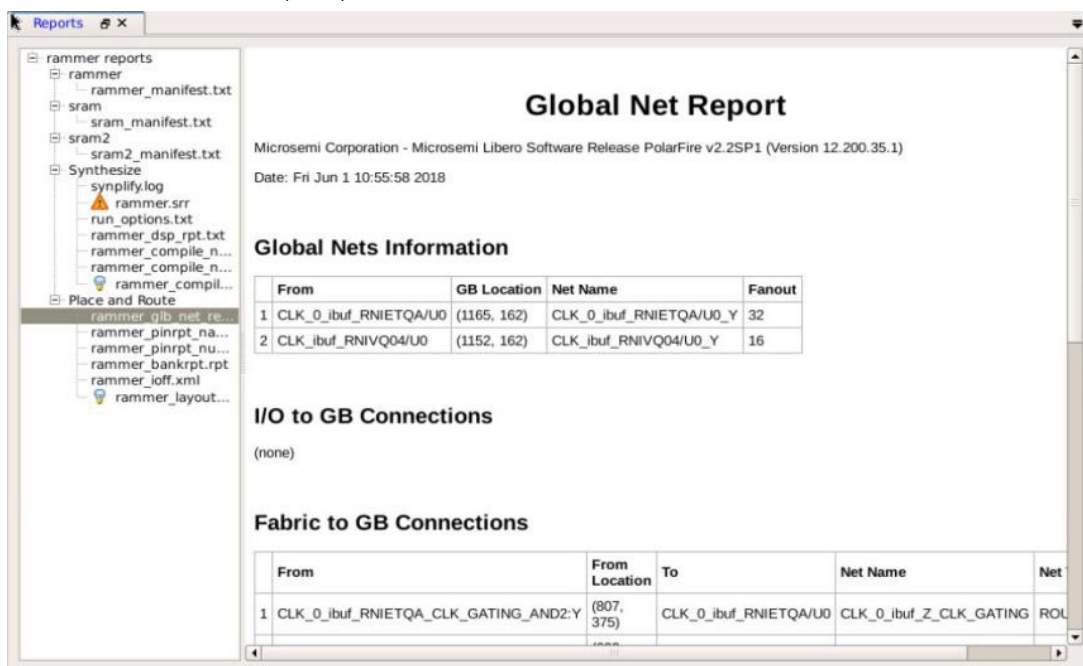 Reports
rammer reports
rammer
rammer_manifest.txt
sram
sram_manifest.txt
sram2
sram2_manifest.txt
Synthesize
synplify.log
rammer.srr
run_options.txt
rammer_dsp_rpt.txt
rammer_compile_n...
rammer_compile_n...
rammer_compil...
Place and Route
rammer_glb_net_re...
rammer_pinrpt_na...
rammer_pinrpt_nu...
rammer_bankrpt.rpt
rammer_ioff.xml
rammer_layout...
Global Net Report
Microsemi Corporation - Microsemi Libero Software Release PolarFire v2.2SP1 (Version 12.200.35.1)
Date: Fri Jun 1 10:55:58 2018
Global Nets Information
From GB Location Net Name Fanout
1 CLK_0_ibuf_RNIETQA/U0 (1165, 162) CLK_0_ibuf_RNIETQA/U0_Y 32
2 CLK_ibuf_RNIVQ04/U0 (1152, 162) CLK_ibuf_RNIVQ04/U0_Y 16
I/O to GB Connections
(none)
Fabric to GB Connections
From From Location To Net Name Net
1 CLK_0_ibuf_RNIETQA_CLK_GATING_AND2:Y (807, 375) CLK_0_ibuf_RNIETQA/U0 CLK_0_ibuf_Z_CLK_GATING ROU